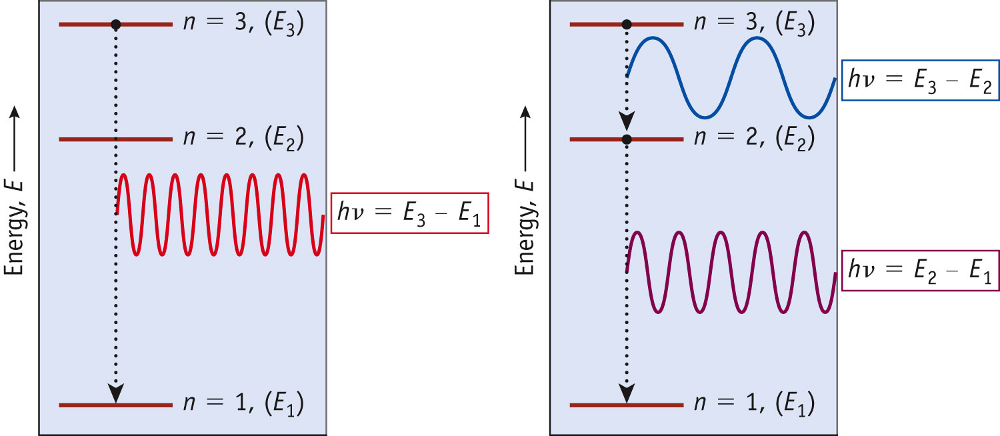 n = 3, (E₃)
n = 2, (E₂)
Energy, E
hν = E₃ – E₁
n = 1, (E₁)
n = 3, (E₃)
hν = E₃ – E₂
n = 2, (E₂)
Energy, E
hν = E₂ – E₁
n = 1, (E₁)